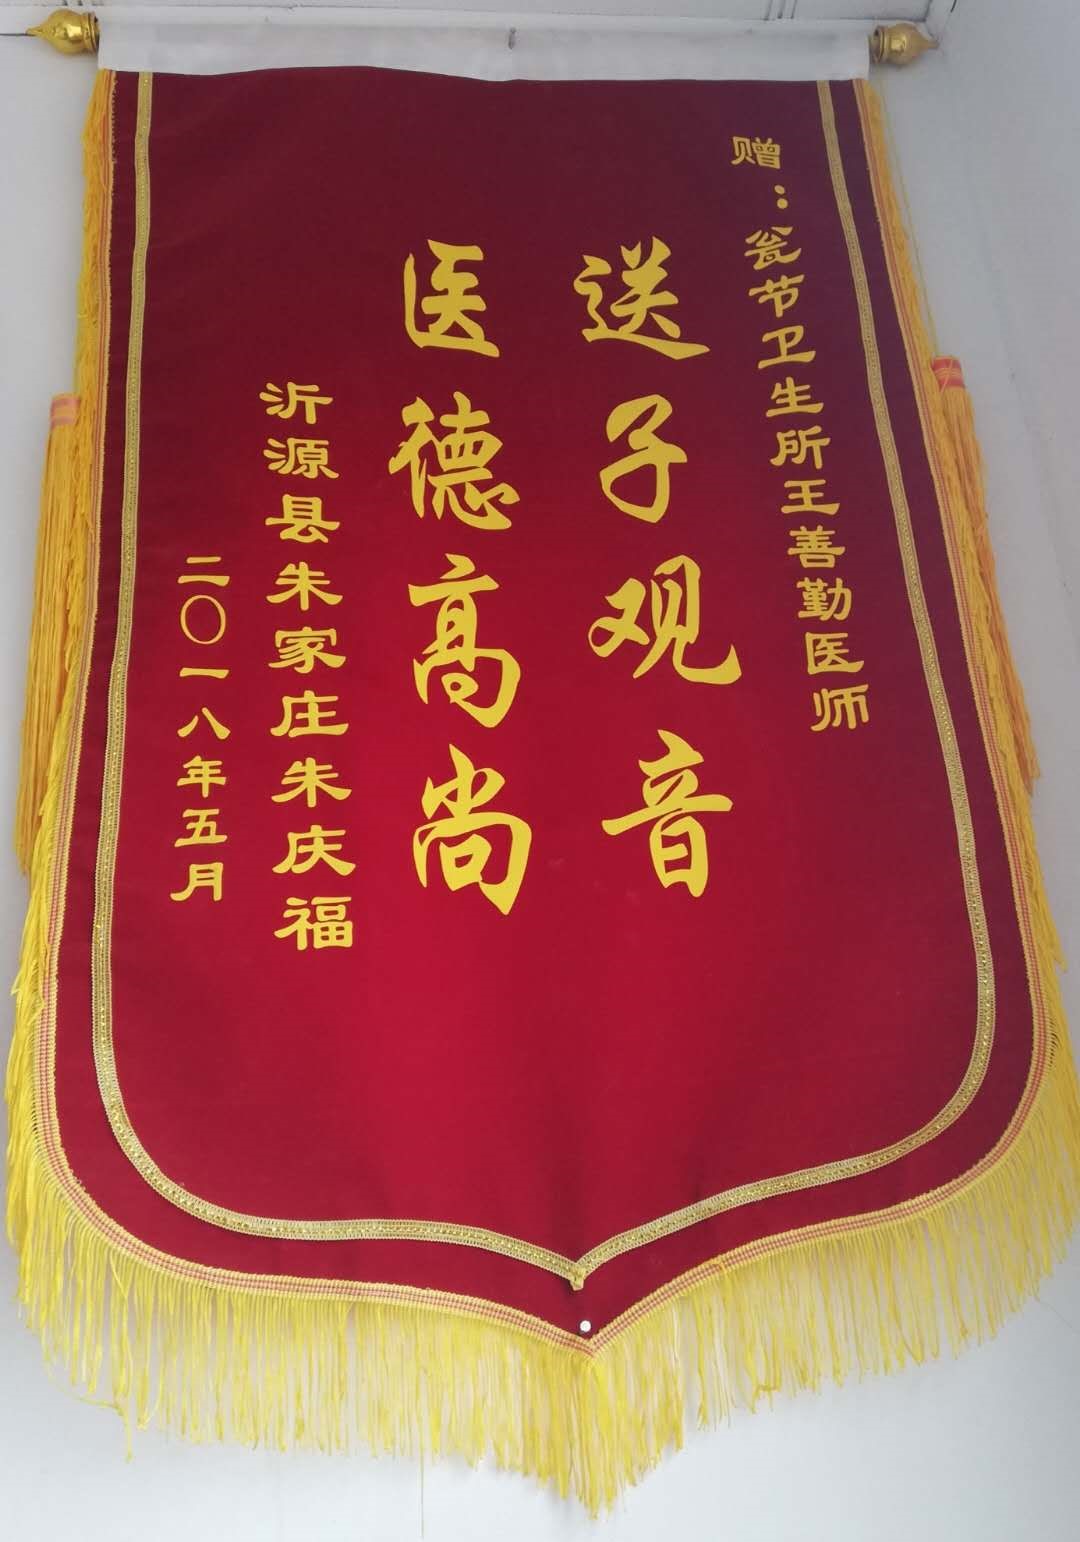 赠：瓮节卫生所王善勤医师
送子观音
医德高尚
沂源县朱家庄朱庆福
二〇一八年五月